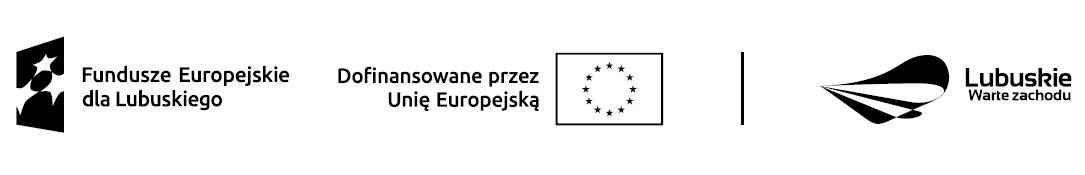 Fundusze Europejskie
dla Lubuskiego
Dofinansowane przez
Unię Europejską
Lubuskie
Warte zachodu